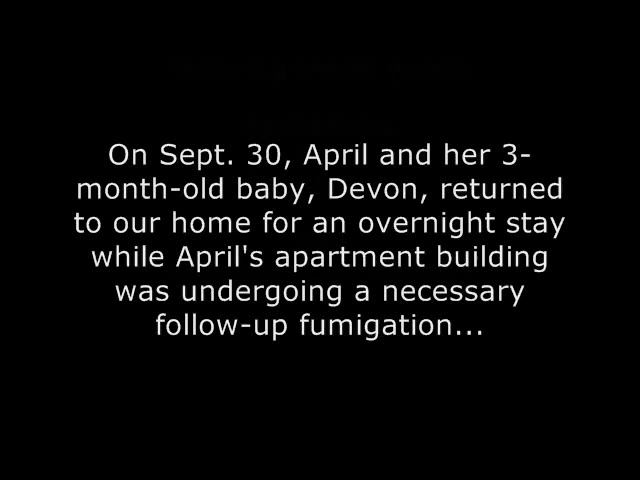 On Sept. 30, April and her 3-
month-old baby, Devon, returned
to our home for an overnight stay
while April's apartment building
was undergoing a necessary
follow-up fumigation...